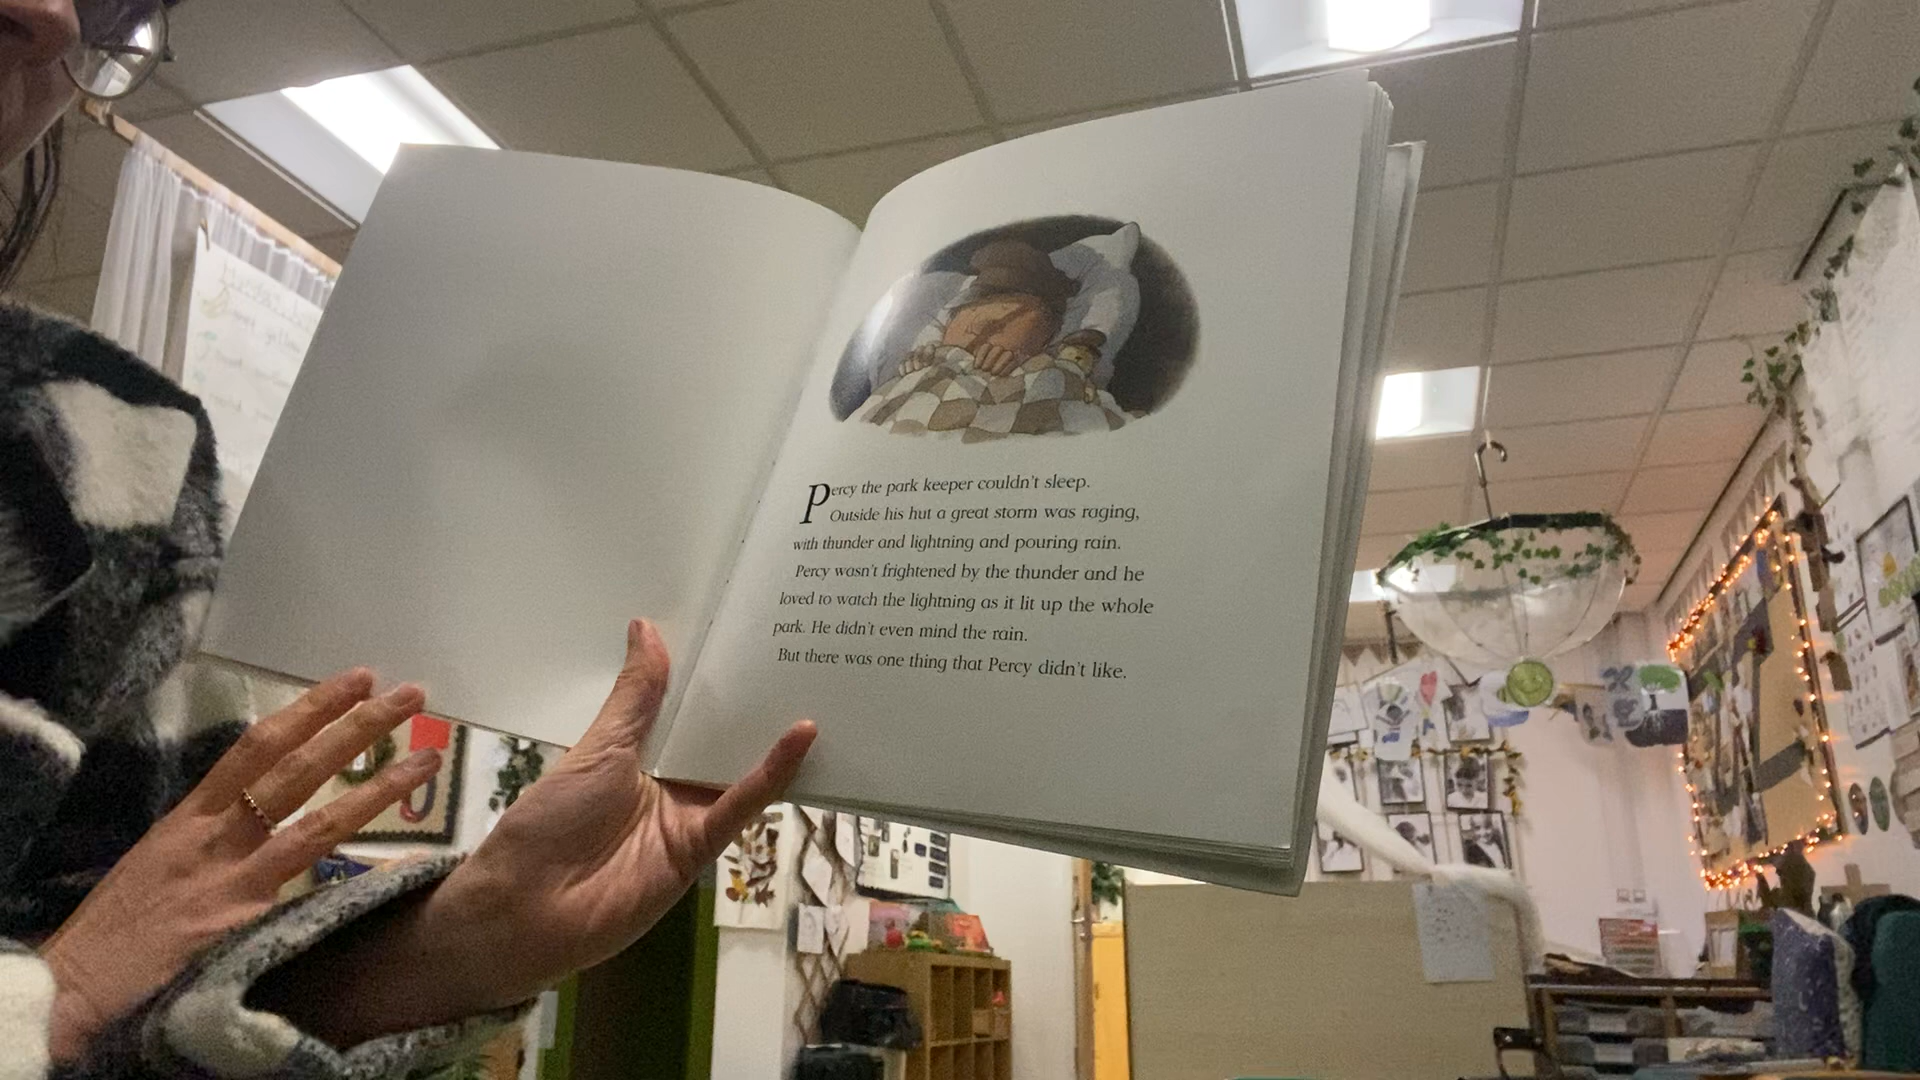 Percy the park keeper couldn't sleep.
Outside his hut a great storm was raging,
with thunder and lightning and pouring rain.
Percy wasn't frightened by the thunder and he
loved to watch the lightning as it lit up the whole
park. He didn't even mind the rain.
But there was one thing that Percy didn't like.